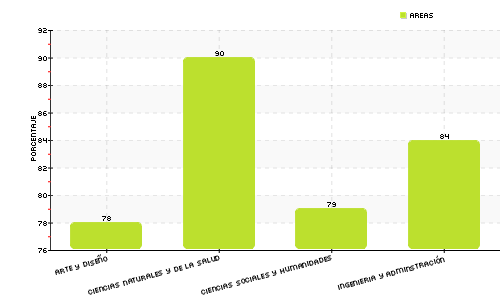 AREAS
92
90
88
86
84
82
80
78
76
PORCENTAJE
78
90
79
84
ARTE Y DISEÑO
CIENCIAS NATURALES Y DE LA SALUD
CIENCIAS SOCIALES Y HUMANIDADES
INGENIERIA Y ADMINSTRACIÓN